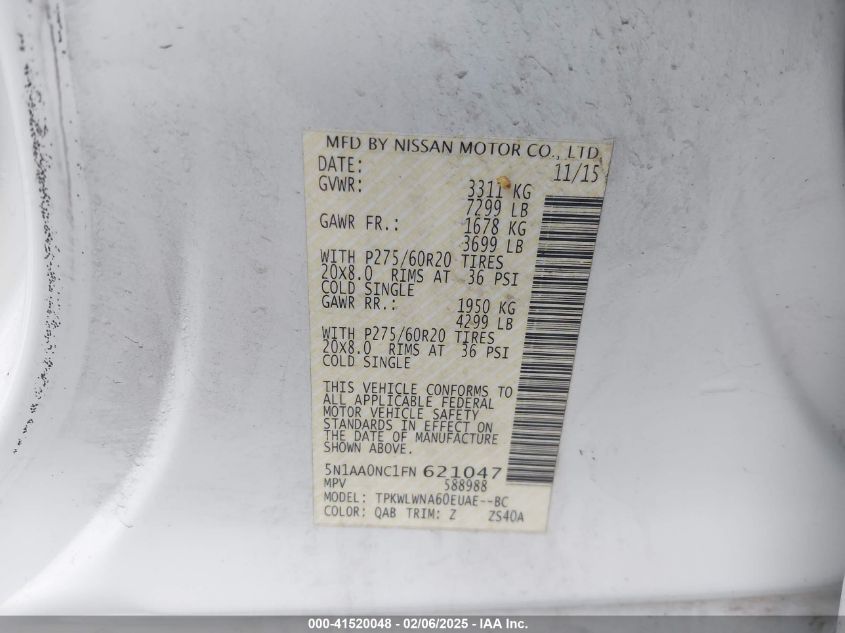 MFD BY NISSAN MOTOR CO., LTD
DATE: 11/15
GVWR: 3311 KG
7299 LB
GAWR FR.: 1678 KG
3699 LB
WITH P275/60R20 TIRES
20X8.0 RIMS AT 36 PSI
COLD SINGLE
GAWR RR.: 1950 KG
4299 LB
WITH P275/60R20 TIRES
20X8.0 RIMS AT 36 PSI
COLD SINGLE
THIS VEHICLE CONFORMS TO
ALL APPLICABLE FEDERAL
MOTOR VEHICLE SAFETY
STANDARDS IN EFFECT ON
THE DATE OF MANUFACTURE
SHOWN ABOVE.
5N1AA0NC1FN 621047
MPV 588988
MODEL: TPKWLWNA60EUAE--BC
COLOR: QAB TRIM: Z ZS40A
000-41520048 - 02/06/2025 - IAA Inc.